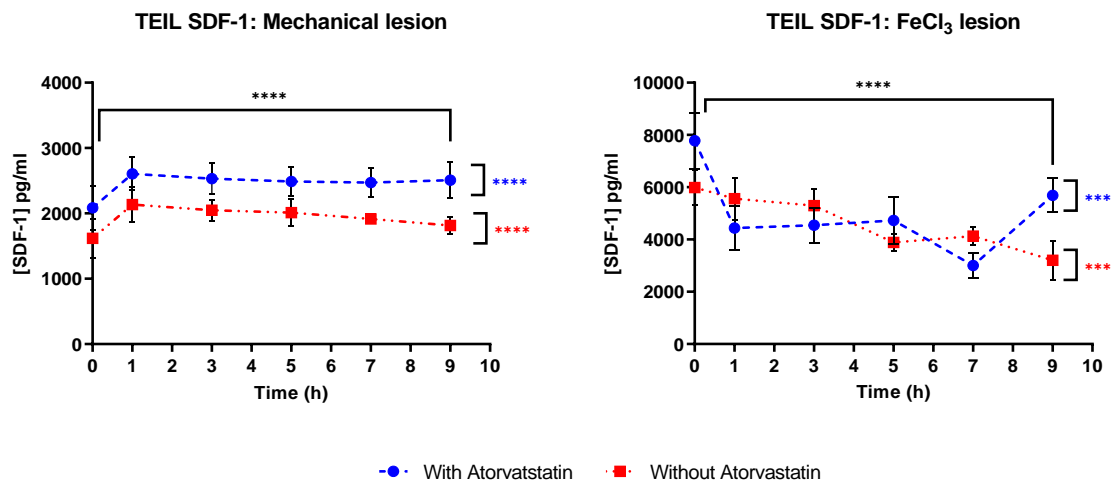 TEIL SDF-1: Mechanical lesion
4000
3000
2000
1000
0
[SDF-1] pg/ml
****
****
****
0 1 2 3 4 5 6 7 8 9 10
Time (h)
TEIL SDF-1: FeCl₃ lesion
10000
8000
6000
4000
2000
0
[SDF-1] pg/ml
****
***
***
0 1 2 3 4 5 6 7 8 9 10
Time (h)
With Atorvatstatin
Without Atorvastatin